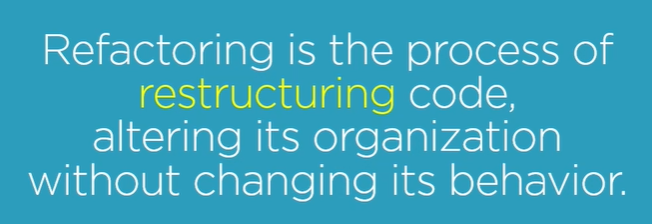 Refactoring is the process of
restructuring code,
altering its organization
without changing its behavior.